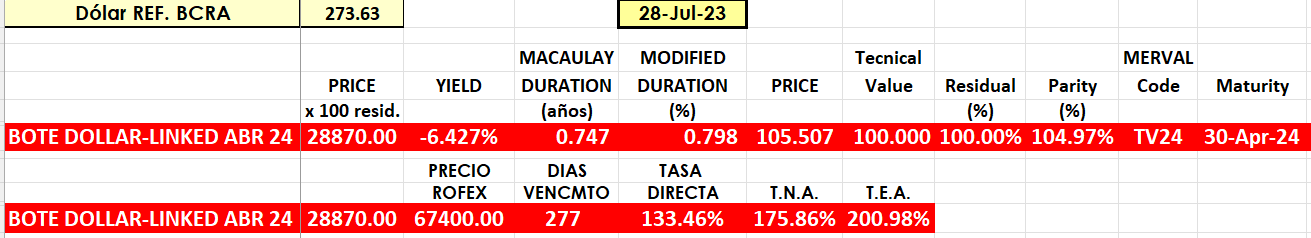 Dólar REF. BCRA 273.63 28-Jul-23
MACAULAY MODIFIED Tecnical MERVAL
PRICE YIELD DURATION DURATION PRICE Value Residual Parity Code Maturity
x 100 resid. (años) (%) (%) (%)
BOTE DOLLAR-LINKED ABR 24 28870.00 -6.427% 0.747 0.798 105.507 100.000 100.00% 104.97% TV24 30-Apr-24
PRECIO DIAS TASA
ROFEX VENCMTO DIRECTA T.N.A. T.E.A.
BOTE DOLLAR-LINKED ABR 24 28870.00 67400.00 277 133.46% 175.86% 200.98%